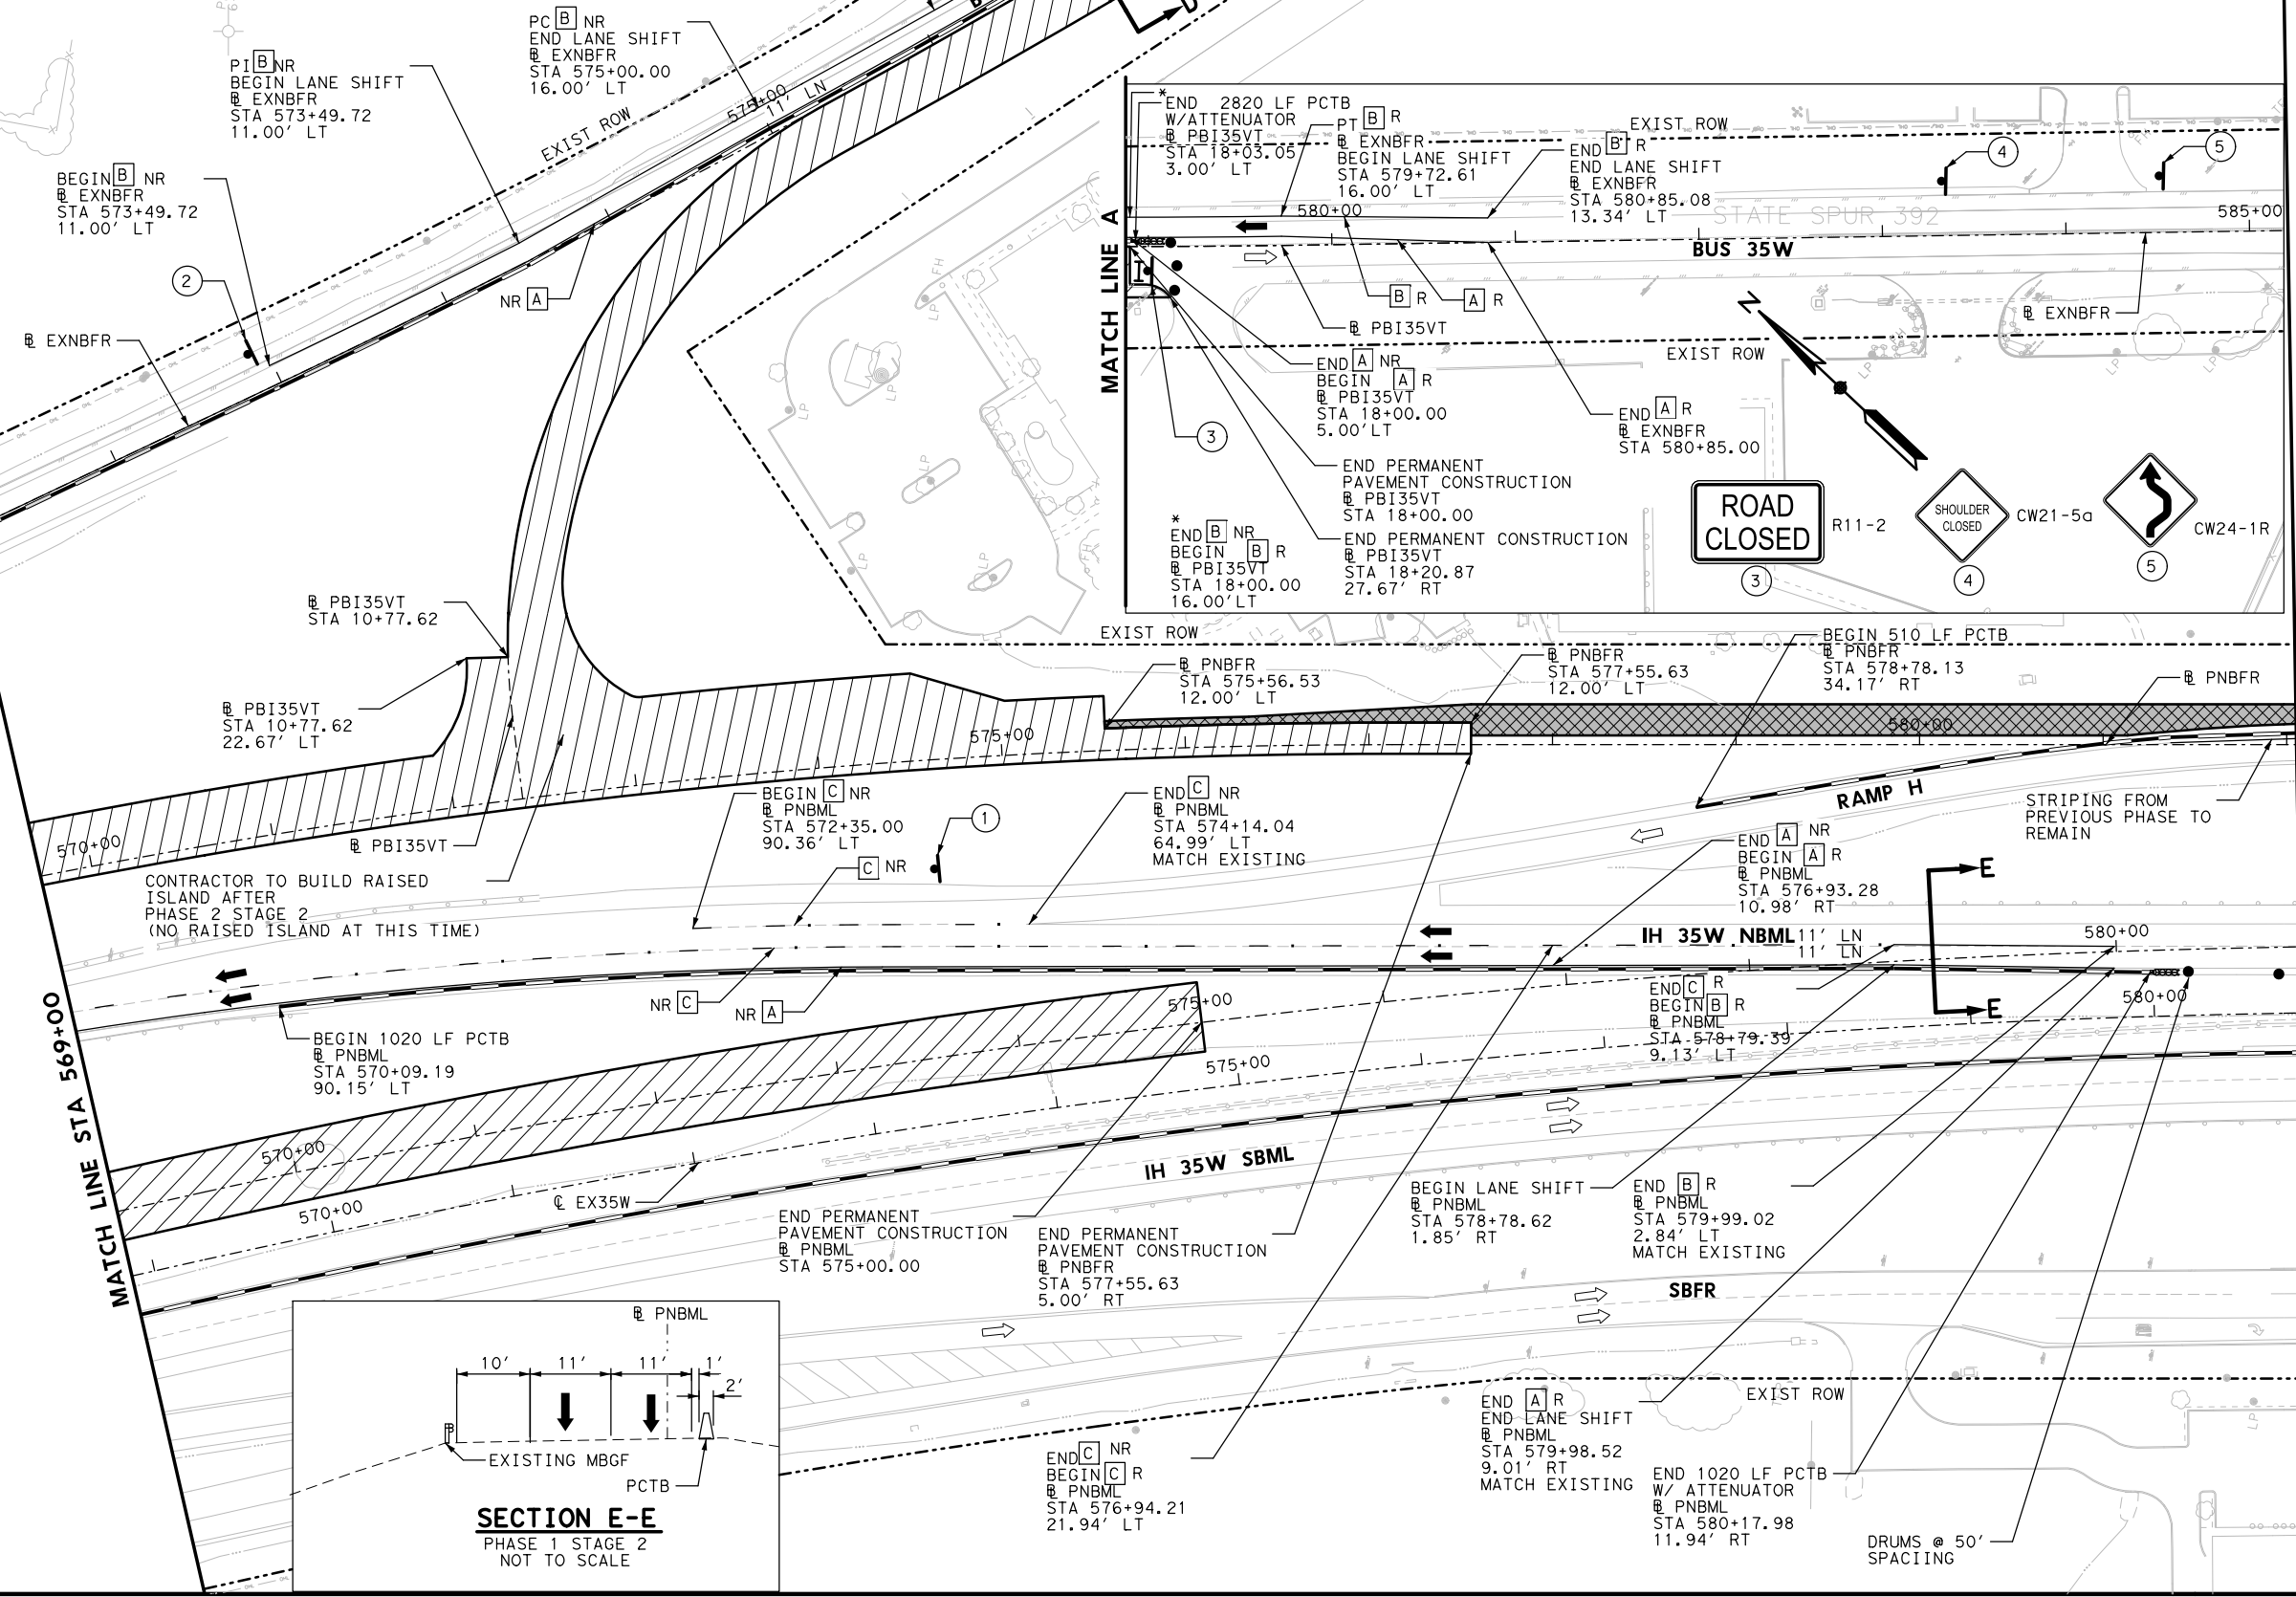 PC B NR
END LANE SHIFT
B EXNBFR
STA 575+00.00
16.00' LT
PI B NR
BEGIN LANE SHIFT
B EXNBFR
STA 573+49.72
11.00' LT
BEGIN B NR
B EXNBFR
STA 573+49.72
11.00' LT
2
B EXNBFR
EXIST ROW
575+00
11' LN
NR A
D
MATCH LINE A
*
END 2820 LF PCTB
W/ATTENUATOR
B PBI35VT
STA 18+03.05
3.00' LT
PT B R
B EXNBFR
BEGIN LANE SHIFT
STA 579+72.61
16.00' LT
EXIST ROW
END B R
END LANE SHIFT
B EXNBFR
STA 580+85.08
13.34' LT
4
5
580+00
STATE SPUR 392
585+00
BUS 35W
B R
A R
B PBI35VT
B EXNBFR
EXIST ROW
N
END A NR
BEGIN A R
B PBI35VT
STA 18+00.00
5.00'LT
END A R
B EXNBFR
STA 580+85.00
3
END PERMANENT
PAVEMENT CONSTRUCTION
B PBI35VT
STA 18+00.00
*
END B NR
BEGIN B R
B PBI35VT
STA 18+00.00
16.00'LT
END PERMANENT CONSTRUCTION
B PBI35VT
STA 18+20.87
27.67' RT
ROAD
CLOSED
R11-2
3
SHOULDER
CLOSED
CW21-5a
4
CW24-1R
5
B PBI35VT
STA 10+77.62
B PBI35VT
STA 10+77.62
22.67' LT
EXIST ROW
B PNBFR
STA 575+56.53
12.00' LT
B PNBFR
STA 577+55.63
12.00' LT
BEGIN 510 LF PCTB
B PNBFR
STA 578+78.13
34.17' RT
B PNBFR
575+00
580+00
570+00
B PBI35VT
CONTRACTOR TO BUILD RAISED
ISLAND AFTER
PHASE 2 STAGE 2
(NO RAISED ISLAND AT THIS TIME)
BEGIN C NR
B PNBML
STA 572+35.00
90.36' LT
C NR
1
END C NR
B PNBML
STA 574+14.04
64.99' LT
MATCH EXISTING
RAMP H
STRIPING FROM
PREVIOUS PHASE TO
REMAIN
END A NR
BEGIN A R
B PNBML
STA 576+93.28
10.98' RT
E
E
IH 35W NBML
11' LN
11' LN
580+00
580+00
NR C
NR A
END C R
BEGIN B R
B PNBML
STA 578+79.39
9.13' LT
BEGIN 1020 LF PCTB
B PNBML
STA 570+09.19
90.15' LT
MATCH LINE STA 569+00
575+00
575+00
570+00
570+00
C EX35W
IH 35W SBML
END PERMANENT
PAVEMENT CONSTRUCTION
B PNBML
STA 575+00.00
END PERMANENT
PAVEMENT CONSTRUCTION
B PNBFR
STA 577+55.63
5.00' RT
BEGIN LANE SHIFT
B PNBML
STA 578+78.62
1.85' RT
END B R
B PNBML
STA 579+99.02
2.84' LT
MATCH EXISTING
SBFR
EXIST ROW
B PNBML
10'
11'
11'
1'
2'
EXISTING MBGF
PCTB
SECTION E-E
PHASE 1 STAGE 2
NOT TO SCALE
END C NR
BEGIN C R
B PNBML
STA 576+94.21
21.94' LT
END A R
END LANE SHIFT
B PNBML
STA 579+98.52
9.01' RT
MATCH EXISTING
END 1020 LF PCTB
W/ ATTENUATOR
B PNBML
STA 580+17.98
11.94' RT
DRUMS @ 50'
SPACIING